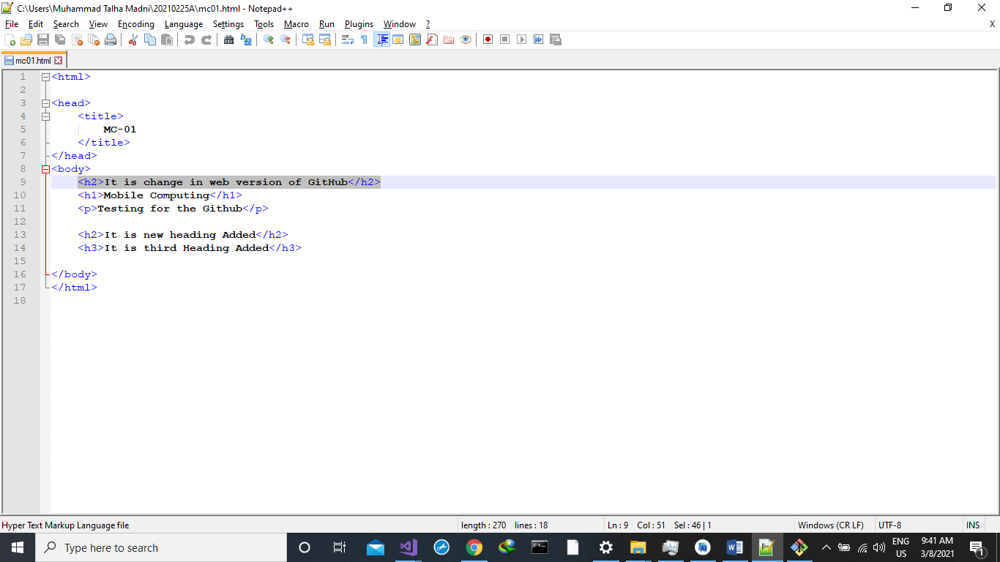 C:\Users\Muhammad Talha Madni\20210225A\mc01.html - Notepad++
File Edit Search View Encoding Language Settings Tools Macro Run Plugins Window ? X
mc01.html
1 <html>
2
3 <head>
4 <title>
5 MC-01
6 </title>
7 </head>
8 <body>
9 <h2>It is change in web version of GitHub</h2>
10 <h1>Mobile Computing</h1>
11 <p>Testing for the Github</p>
12
13 <h2>It is new heading Added</h2>
14 <h3>It is third Heading Added</h3>
15
16 </body>
17 </html>
18
Hyper Text Markup Language file length : 270 lines : 18 Ln : 9 Col : 51 Sel : 46 | 1 Windows (CR LF) UTF-8 INS
Type here to search
ENG 9:41 AM
US 3/8/2021 1